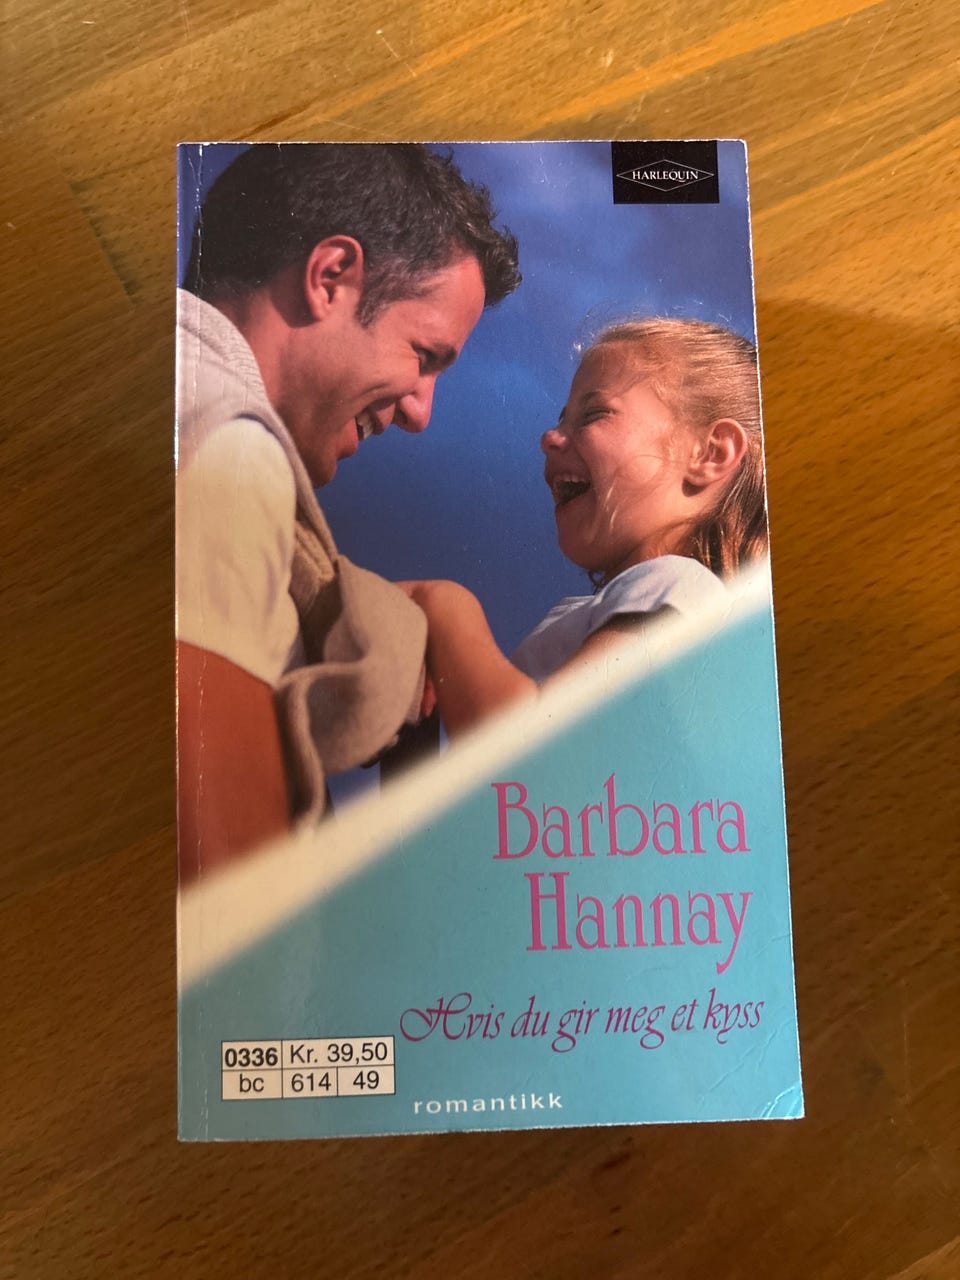 HARLEQUIN
Barbara
Hannay
Hvis du gir meg et kyss
0336 Kr. 39,50
bc 614 49
romantikk